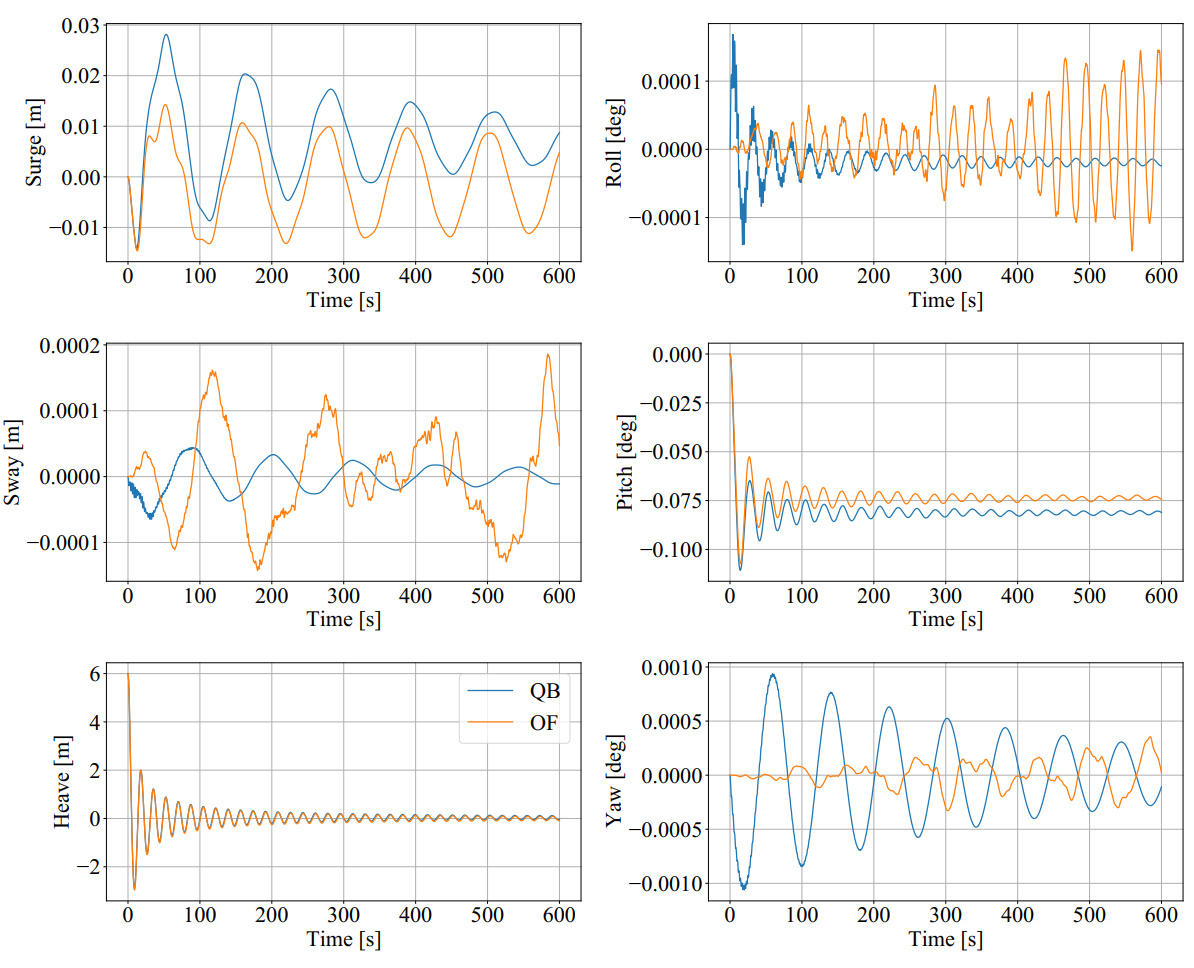 0.03
0.02
0.01
0.00
−0.01
Surge [m]
0 100 200 300 400 500 600
Time [s]
0.0001
0.0000
−0.0001
Roll [deg]
0 100 200 300 400 500 600
Time [s]
0.0002
0.0001
0.0000
−0.0001
Sway [m]
0 100 200 300 400 500 600
Time [s]
0.000
−0.025
−0.050
−0.075
−0.100
Pitch [deg]
0 100 200 300 400 500 600
Time [s]
6
4
2
0
−2
Heave [m]
QB
OF
0 100 200 300 400 500 600
Time [s]
0.0010
0.0005
0.0000
−0.0005
−0.0010
Yaw [deg]
0 100 200 300 400 500 600
Time [s]